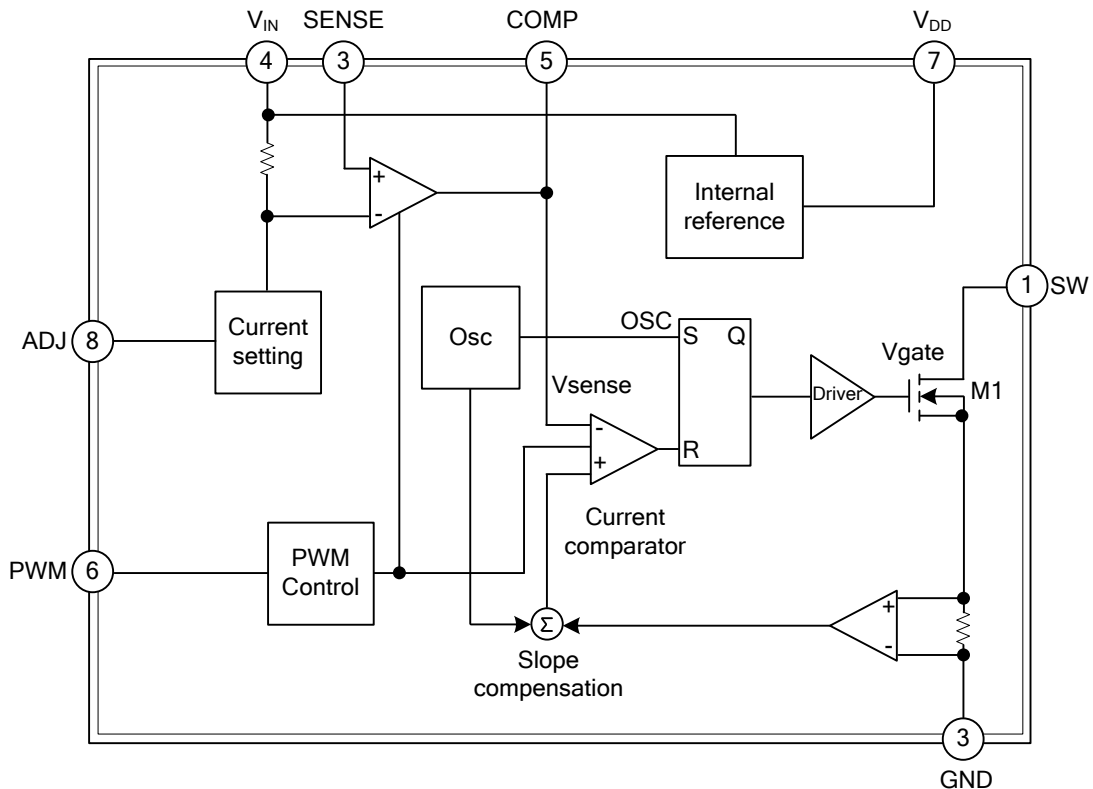 VIN
SENSE
COMP
VDD
4
3
5
7
+
-
Internal
reference
1
SW
ADJ
8
Current
setting
Osc
OSC
S
Q
Vgate
Driver
M1
Vsense
-
+
R
Current
comparator
PWM
6
PWM
Control
Σ
+
-
Slope
compensation
3
GND